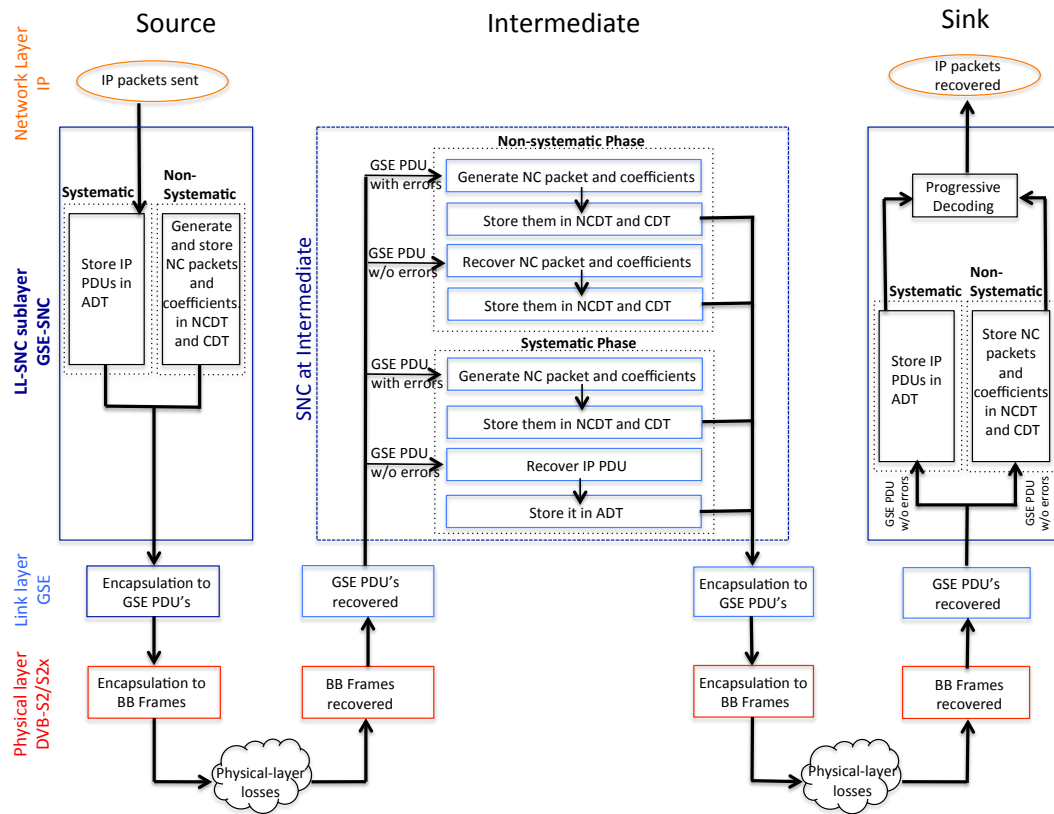 Source
Intermediate
Sink
Network Layer
IP
IP packets sent
IP packets
recovered
LL-SNC sublayer
GSE-SNC
Systematic
Non-
Systematic
Store IP
PDUs in
ADT
Generate
and store
NC packets
and
coefficients.
in NCDT
and CDT
SNC at Intermediate
Non-systematic Phase
GSE PDU
with errors
Generate NC packet and coefficients
Store them in NCDT and CDT
GSE PDU
w/o errors
Recover NC packet and coefficients
Store them in NCDT and CDT
Systematic Phase
GSE PDU
with errors
Generate NC packet and coefficients
Store them in NCDT and CDT
GSE PDU
w/o errors
Recover IP PDU
Store it in ADT
Progressive
Decoding
Systematic
Non-
Systematic
Store IP
PDUs in
ADT
Store NC
packets
and
coefficients
in NCDT
and CDT
GSE PDU
w/o errors
GSE PDU
w/o errors
Link layer
GSE
Encapsulation to
GSE PDU's
GSE PDU's
recovered
Encapsulation to
GSE PDU's
GSE PDU's
recovered
Physical layer
DVB-S2/S2x
Encapsulation to
BB Frames
BB Frames
recovered
Encapsulation to
BB Frames
BB Frames
recovered
Physical-layer
losses
Physical-layer
losses